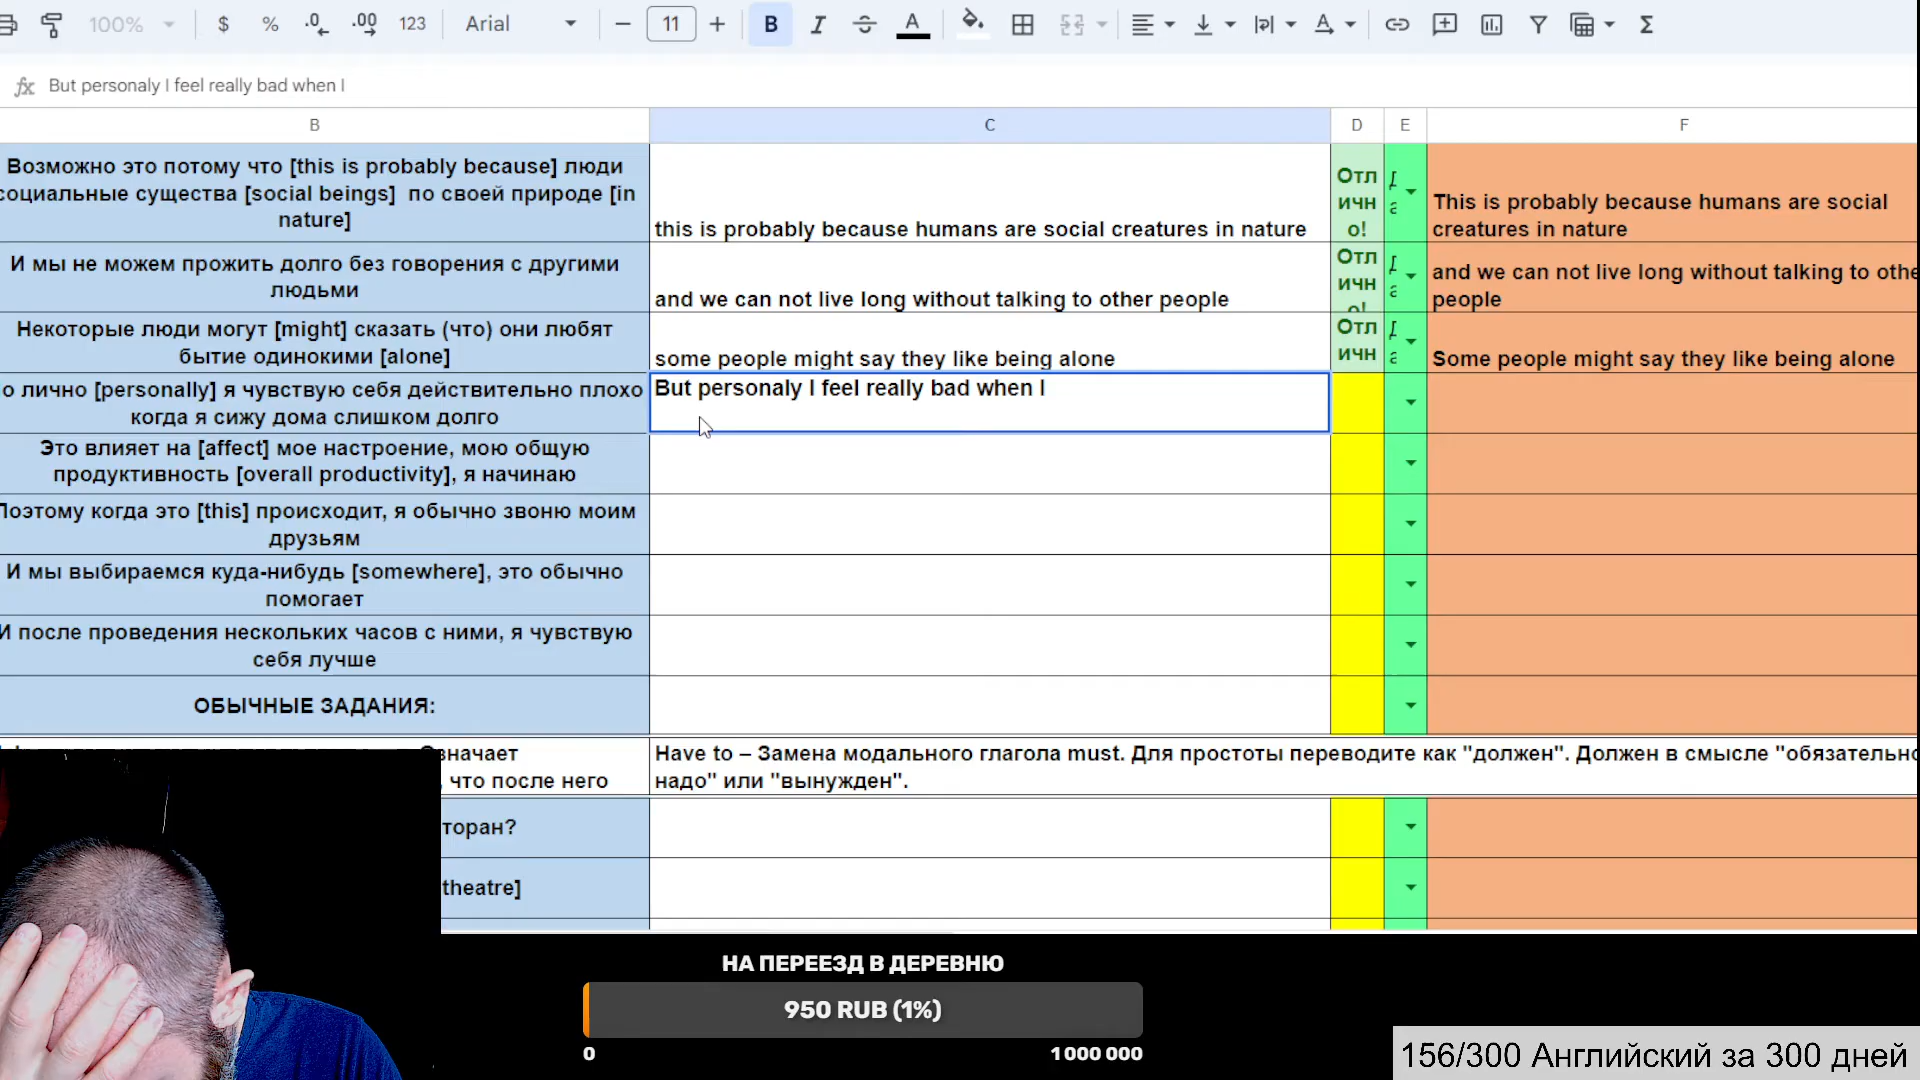 100% $ % .0 .00 123 Arial 11 B I A Σ
fx But personaly I feel really bad when I
B C D E F
Возможно это потому что [this is probably because] люди
социальные существа [social beings] по своей природе [in
nature]
this is probably because humans are social creatures in nature
Отл
ичн
о!
This is probably because humans are social
creatures in nature
И мы не можем прожить долго без говорения с другими
людьми
and we can not live long without talking to other people
Отл
ичн
о!
and we can not live long without talking to othe
people
Некоторые люди могут [might] сказать (что) они любят
бытие одинокими [alone]
some people might say they like being alone
Отл
ичн
Some people might say they like being alone
о лично [personally] я чувствую себя действительно плохо
когда я сижу дома слишком долго
But personaly I feel really bad when I
Это влияет на [affect] мое настроение, мою общую
продуктивность [overall productivity], я начинаю
Поэтому когда это [this] происходит, я обычно звоню моим
друзьям
И мы выбираемся куда-нибудь [somewhere], это обычно
помогает
И после проведения нескольких часов с ними, я чувствую
себя лучше
ОБЫЧНЫЕ ЗАДАНИЯ:
означает
, что после него
Have to – Замена модального глагола must. Для простоты переводите как "должен". Должен в смысле "обязательно
надо" или "вынужден".
торан?
theatre]
НА ПЕРЕЕЗД В ДЕРЕВНЮ
950 RUB (1%)
0 1 000 000
156/300 Английский за 300 дней